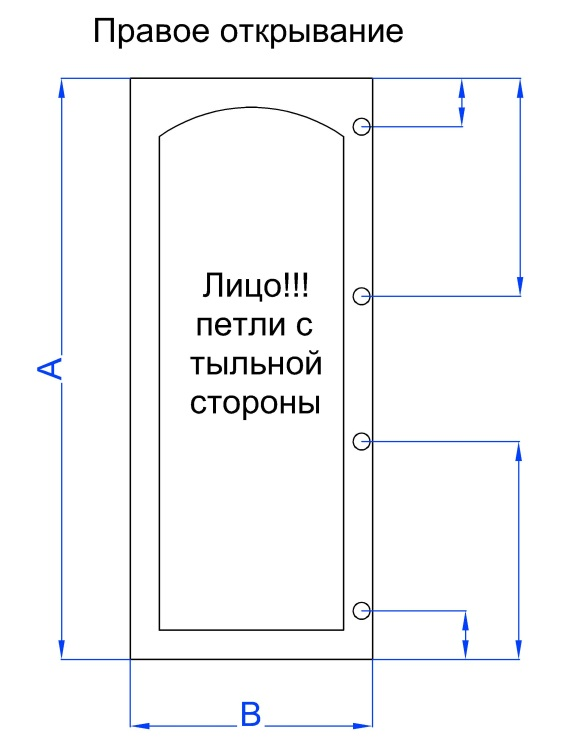 Правое открывание
Лицо!!!
петли с
тыльной
стороны
A
B